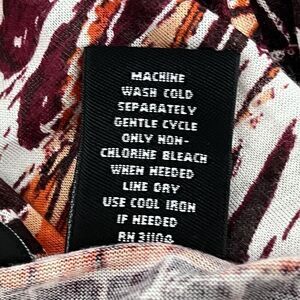 MACHINE
WASH COLD
SEPARATELY
GENTLE CYCLE
ONLY NON-
CHLORINE BLEACH
WHEN NEEDED
LINE DRY
USE COOL IRON
IF NEEDED
RN